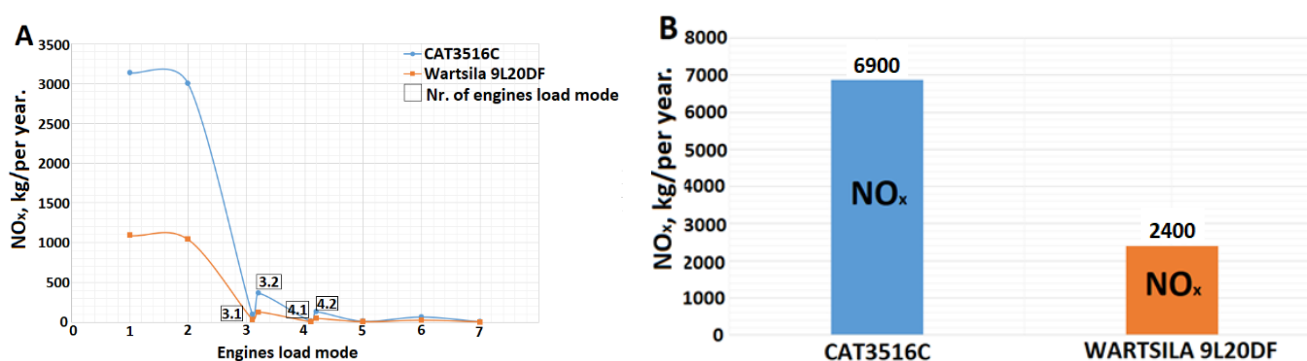 A
NOₓ, kg/per year.
3500
3000
2500
2000
1500
1000
500
0
0 1 2 3 4 5 6 7
Engines load mode
CAT3516C
Wartsila 9L20DF
Nr. of engines load mode
3.1
3.2
4.1
4.2
B
NOₓ, kg/per year.
8000
7000
6000
5000
4000
3000
2000
1000
0
6900
NOₓ
2400
NOₓ
CAT3516C WARTSILA 9L20DF